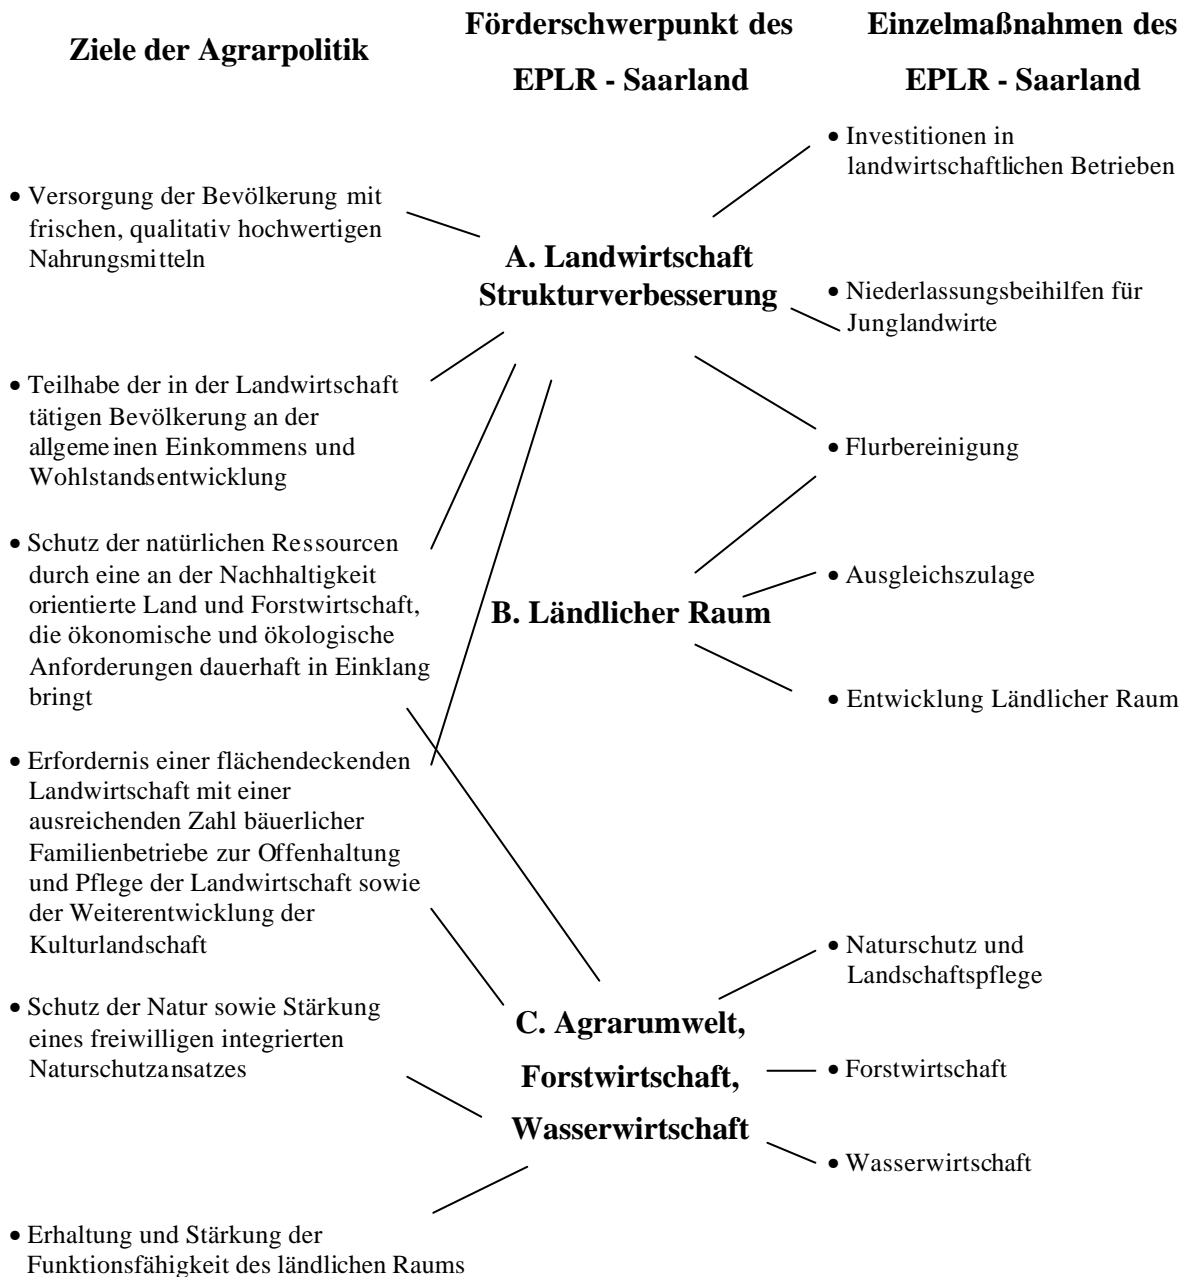 Ziele der Agrarpolitik
Förderschwerpunkt des
EPLR - Saarland
Einzelmaßnahmen des
EPLR - Saarland
• Versorgung der Bevölkerung mit
frischen, qualitativ hochwertigen
Nahrungsmitteln
• Teilhabe der in der Landwirtschaft
tätigen Bevölkerung an der
allgemeinen Einkommens und
Wohlstandsentwicklung
• Schutz der natürlichen Ressourcen
durch eine an der Nachhaltigkeit
orientierte Land und Forstwirtschaft,
die ökonomische und ökologische
Anforderungen dauerhaft in Einklang
bringt
• Erfordernis einer flächendeckenden
Landwirtschaft mit einer
ausreichenden Zahl bäuerlicher
Familienbetriebe zur Offenhaltung
und Pflege der Landwirtschaft sowie
der Weiterentwicklung der
Kulturlandschaft
• Schutz der Natur sowie Stärkung
eines freiwilligen integrierten
Naturschutzansatzes
• Erhaltung und Stärkung der
Funktionsfähigkeit des ländlichen Raums
A. Landwirtschaft
Strukturverbesserung
B. Ländlicher Raum
C. Agrarumwelt,
Forstwirtschaft,
Wasserwirtschaft
• Investitionen in
landwirtschaftlichen Betrieben
• Niederlassungsbeihilfen für
Junglandwirte
• Flurbereinigung
• Ausgleichszulage
• Entwicklung Ländlicher Raum
• Naturschutz und
Landschaftspflege
• Forstwirtschaft
• Wasserwirtschaft